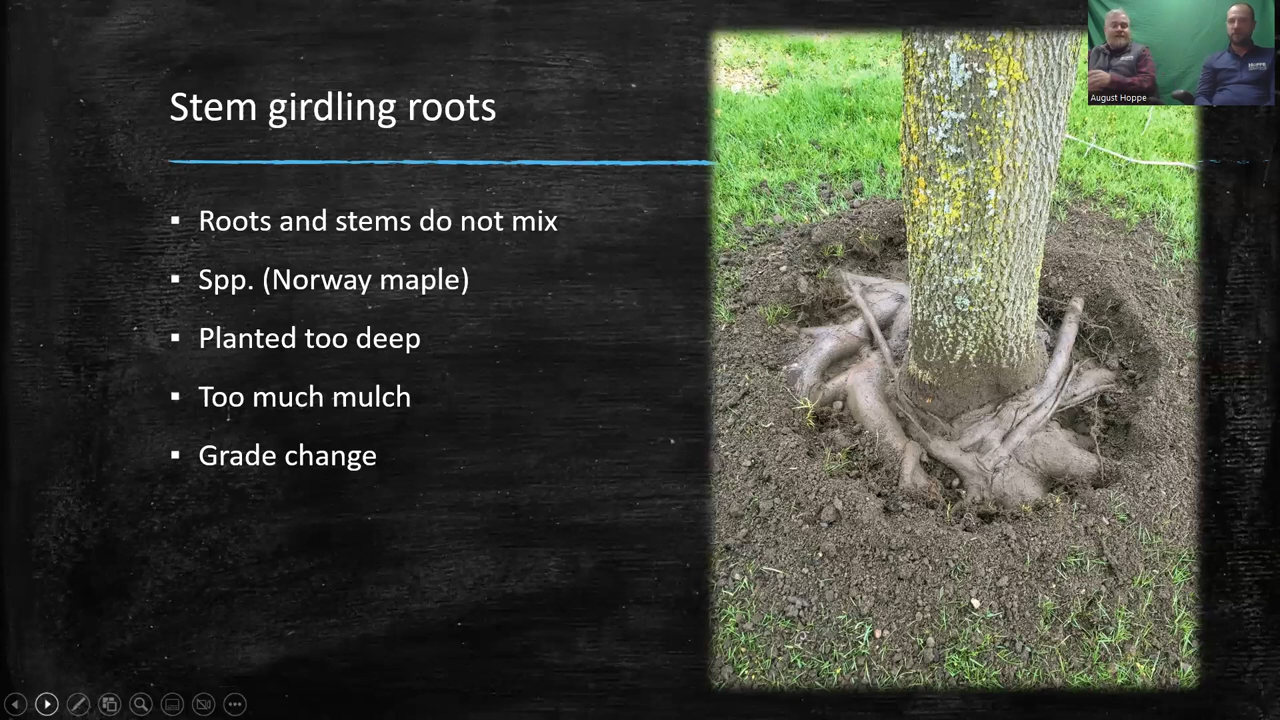 Stem girdling roots
▪ Roots and stems do not mix
▪ Spp. (Norway maple)
▪ Planted too deep
▪ Too much mulch
▪ Grade change
August Hoppe
HOPPE